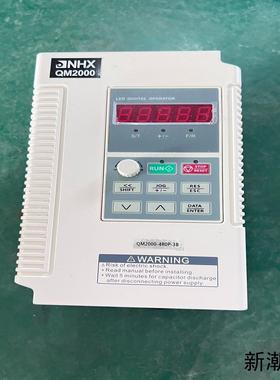 NHX
QM2000
LED DIGITAL OPERATOR
S/T +/- F/H
RUN STOP RESET
<< SHIFT JOG +/- RES- ESC
DATA ENTER
QM2000-4R0P-3B
WARNING
Risk of electric shock.
Read manual before installing.
Wait 5 minutes for capacitor discharge
after disconnecting power supply.
新潮